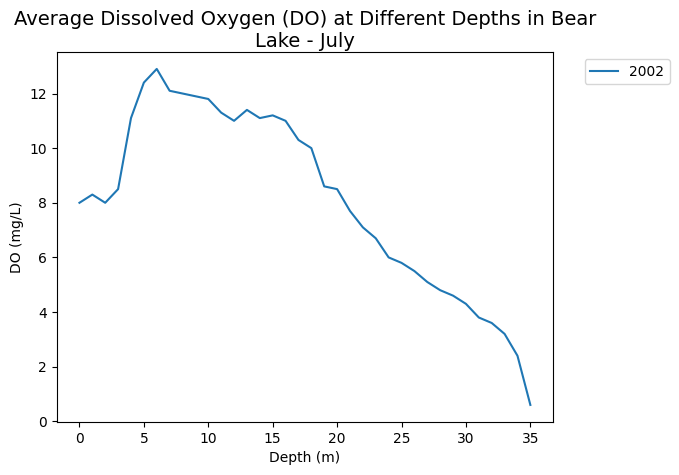 Average Dissolved Oxygen (DO) at Different Depths in Bear
Lake - July
2002
12
10
8
6
4
2
0
DO (mg/L)
0 5 10 15 20 25 30 35
Depth (m)